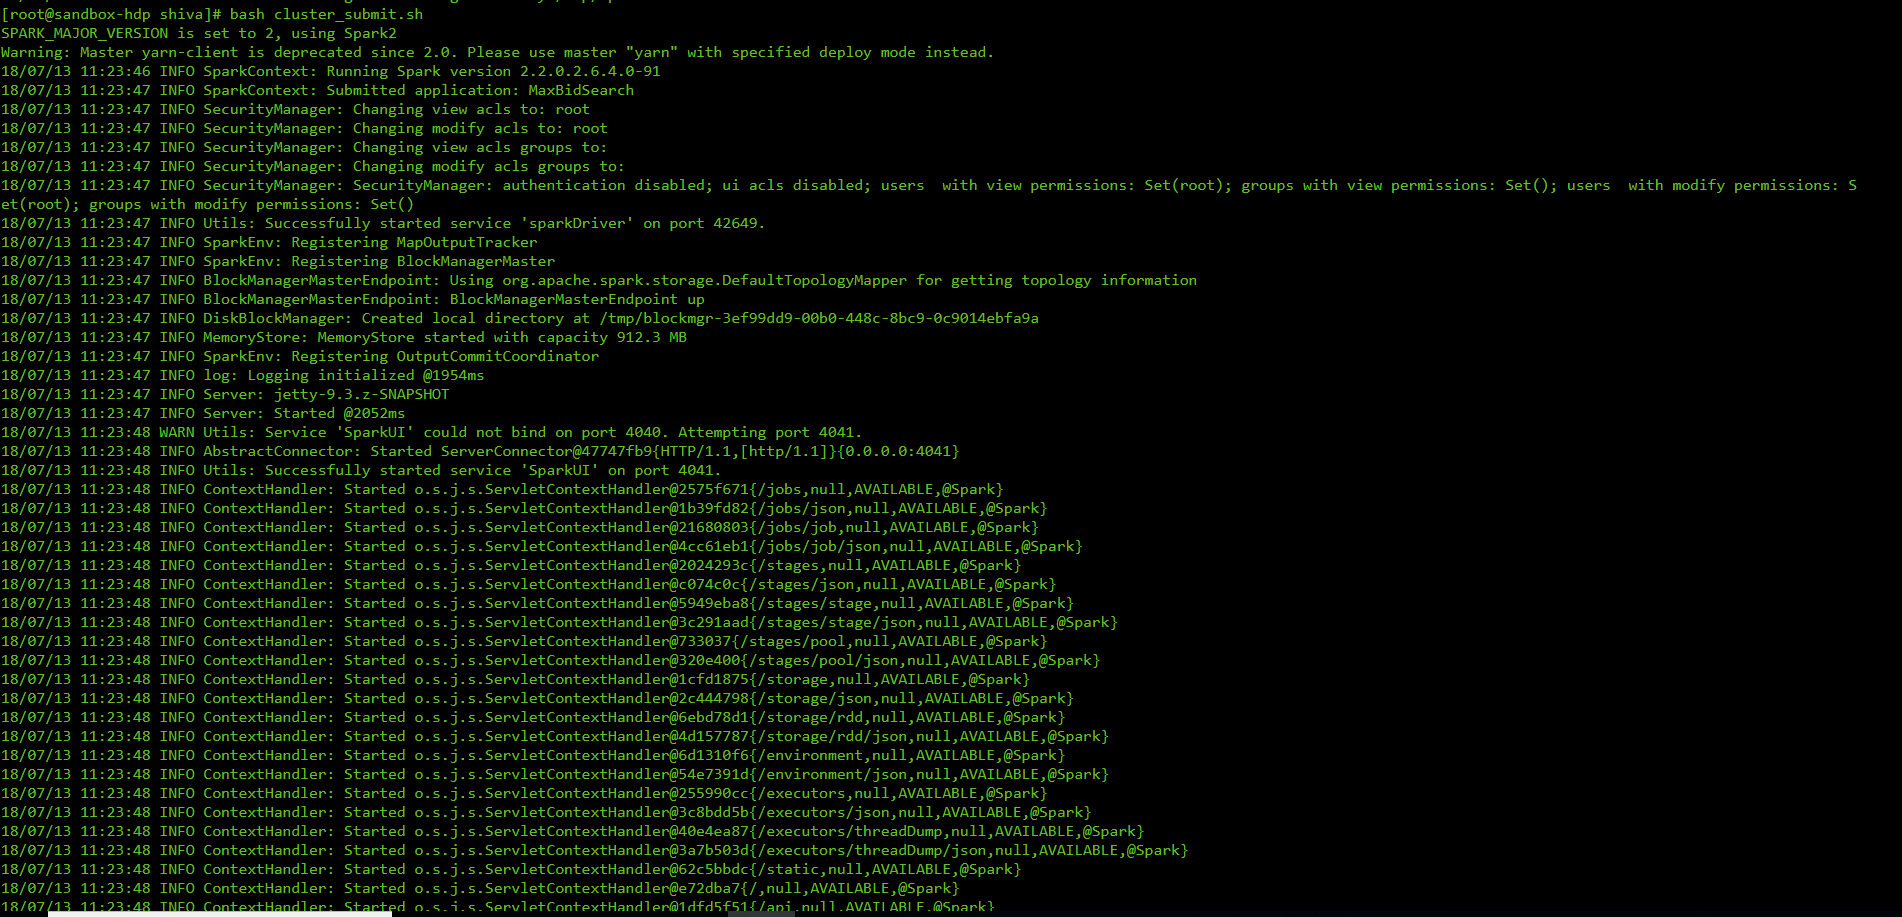 [root@sandbox-hdp shiva]# bash cluster_submit.sh
SPARK_MAJOR_VERSION is set to 2, using Spark2
Warning: Master yarn-client is deprecated since 2.0. Please use master "yarn" with specified deploy mode instead.
18/07/13 11:23:46 INFO SparkContext: Running Spark version 2.2.0.2.6.4.0-91
18/07/13 11:23:47 INFO SparkContext: Submitted application: MaxBidSearch
18/07/13 11:23:47 INFO SecurityManager: Changing view acls to: root
18/07/13 11:23:47 INFO SecurityManager: Changing modify acls to: root
18/07/13 11:23:47 INFO SecurityManager: Changing view acls groups to:
18/07/13 11:23:47 INFO SecurityManager: Changing modify acls groups to:
18/07/13 11:23:47 INFO SecurityManager: SecurityManager: authentication disabled; ui acls disabled; users  with view permissions: Set(root); groups with view permissions: Set(); users  with modify permissions: S
et(root); groups with modify permissions: Set()
18/07/13 11:23:47 INFO Utils: Successfully started service 'sparkDriver' on port 42649.
18/07/13 11:23:47 INFO SparkEnv: Registering MapOutputTracker
18/07/13 11:23:47 INFO SparkEnv: Registering BlockManagerMaster
18/07/13 11:23:47 INFO BlockManagerMasterEndpoint: Using org.apache.spark.storage.DefaultTopologyMapper for getting topology information
18/07/13 11:23:47 INFO BlockManagerMasterEndpoint: BlockManagerMasterEndpoint up
18/07/13 11:23:47 INFO DiskBlockManager: Created local directory at /tmp/blockmgr-3ef99dd9-00b0-448c-8bc9-0c9014ebfa9a
18/07/13 11:23:47 INFO MemoryStore: MemoryStore started with capacity 912.3 MB
18/07/13 11:23:47 INFO SparkEnv: Registering OutputCommitCoordinator
18/07/13 11:23:47 INFO log: Logging initialized @1954ms
18/07/13 11:23:47 INFO Server: jetty-9.3.z-SNAPSHOT
18/07/13 11:23:47 INFO Server: Started @2052ms
18/07/13 11:23:48 WARN Utils: Service 'SparkUI' could not bind on port 4040. Attempting port 4041.
18/07/13 11:23:48 INFO AbstractConnector: Started ServerConnector@47747fb9{HTTP/1.1,[http/1.1]}{0.0.0.0:4041}
18/07/13 11:23:48 INFO Utils: Successfully started service 'SparkUI' on port 4041.
18/07/13 11:23:48 INFO ContextHandler: Started o.s.j.s.ServletContextHandler@2575f671{/jobs,null,AVAILABLE,@Spark}
18/07/13 11:23:48 INFO ContextHandler: Started o.s.j.s.ServletContextHandler@1b39fd82{/jobs/json,null,AVAILABLE,@Spark}
18/07/13 11:23:48 INFO ContextHandler: Started o.s.j.s.ServletContextHandler@21680803{/jobs/job,null,AVAILABLE,@Spark}
18/07/13 11:23:48 INFO ContextHandler: Started o.s.j.s.ServletContextHandler@4cc61eb1{/jobs/job/json,null,AVAILABLE,@Spark}
18/07/13 11:23:48 INFO ContextHandler: Started o.s.j.s.ServletContextHandler@2024293c{/stages,null,AVAILABLE,@Spark}
18/07/13 11:23:48 INFO ContextHandler: Started o.s.j.s.ServletContextHandler@c074c0c{/stages/json,null,AVAILABLE,@Spark}
18/07/13 11:23:48 INFO ContextHandler: Started o.s.j.s.ServletContextHandler@5949eba8{/stages/stage,null,AVAILABLE,@Spark}
18/07/13 11:23:48 INFO ContextHandler: Started o.s.j.s.ServletContextHandler@3c291aad{/stages/stage/json,null,AVAILABLE,@Spark}
18/07/13 11:23:48 INFO ContextHandler: Started o.s.j.s.ServletContextHandler@733037{/stages/pool,null,AVAILABLE,@Spark}
18/07/13 11:23:48 INFO ContextHandler: Started o.s.j.s.ServletContextHandler@320e400{/stages/pool/json,null,AVAILABLE,@Spark}
18/07/13 11:23:48 INFO ContextHandler: Started o.s.j.s.ServletContextHandler@1cfd1875{/storage,null,AVAILABLE,@Spark}
18/07/13 11:23:48 INFO ContextHandler: Started o.s.j.s.ServletContextHandler@2c444798{/storage/json,null,AVAILABLE,@Spark}
18/07/13 11:23:48 INFO ContextHandler: Started o.s.j.s.ServletContextHandler@6ebd78d1{/storage/rdd,null,AVAILABLE,@Spark}
18/07/13 11:23:48 INFO ContextHandler: Started o.s.j.s.ServletContextHandler@4d157787{/storage/rdd/json,null,AVAILABLE,@Spark}
18/07/13 11:23:48 INFO ContextHandler: Started o.s.j.s.ServletContextHandler@6d1310f6{/environment,null,AVAILABLE,@Spark}
18/07/13 11:23:48 INFO ContextHandler: Started o.s.j.s.ServletContextHandler@54e7391d{/environment/json,null,AVAILABLE,@Spark}
18/07/13 11:23:48 INFO ContextHandler: Started o.s.j.s.ServletContextHandler@255990cc{/executors,null,AVAILABLE,@Spark}
18/07/13 11:23:48 INFO ContextHandler: Started o.s.j.s.ServletContextHandler@3c8bdd5b{/executors/json,null,AVAILABLE,@Spark}
18/07/13 11:23:48 INFO ContextHandler: Started o.s.j.s.ServletContextHandler@40e4ea87{/executors/threadDump,null,AVAILABLE,@Spark}
18/07/13 11:23:48 INFO ContextHandler: Started o.s.j.s.ServletContextHandler@3a7b503d{/executors/threadDump/json,null,AVAILABLE,@Spark}
18/07/13 11:23:48 INFO ContextHandler: Started o.s.j.s.ServletContextHandler@62c5bbdc{/static,null,AVAILABLE,@Spark}
18/07/13 11:23:48 INFO ContextHandler: Started o.s.j.s.ServletContextHandler@e72dba7{/,null,AVAILABLE,@Spark}
18/07/13 11:23:48 INFO ContextHandler: Started o.s.j.s.ServletContextHandler@1dfd5f51{/api,null,AVAILABLE,@Spark}